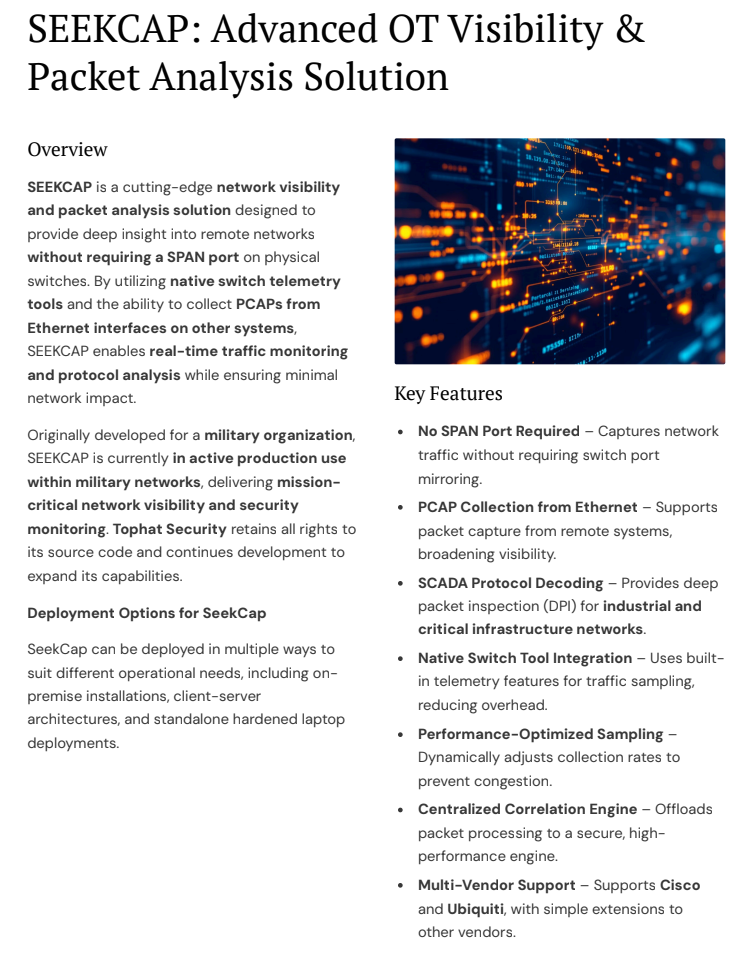 SEEKCAP: Advanced OT Visibility &
Packet Analysis Solution
Overview
SEEKCAP is a cutting-edge network visibility
and packet analysis solution designed to
provide deep insight into remote networks
without requiring a SPAN port on physical
switches. By utilizing native switch telemetry
tools and the ability to collect PCAPs from
Ethernet interfaces on other systems,
SEEKCAP enables real-time traffic monitoring
and protocol analysis while ensuring minimal
network impact.
Originally developed for a military organization,
SEEKCAP is currently in active production use
within military networks, delivering mission-
critical network visibility and security
monitoring. Tophat Security retains all rights to
its source code and continues development to
expand its capabilities.
Deployment Options for SeekCap
SeekCap can be deployed in multiple ways to
suit different operational needs, including on-
premise installations, client-server
architectures, and standalone hardened laptop
deployments.
Key Features
• No SPAN Port Required – Captures network
traffic without requiring switch port
mirroring.
• PCAP Collection from Ethernet – Supports
packet capture from remote systems,
broadening visibility.
• SCADA Protocol Decoding – Provides deep
packet inspection (DPI) for industrial and
critical infrastructure networks.
• Native Switch Tool Integration – Uses built-
in telemetry features for traffic sampling,
reducing overhead.
• Performance-Optimized Sampling –
Dynamically adjusts collection rates to
prevent congestion.
• Centralized Correlation Engine – Offloads
packet processing to a secure, high-
performance engine.
• Multi-Vendor Support – Supports Cisco
and Ubiquiti, with simple extensions to
other vendors.